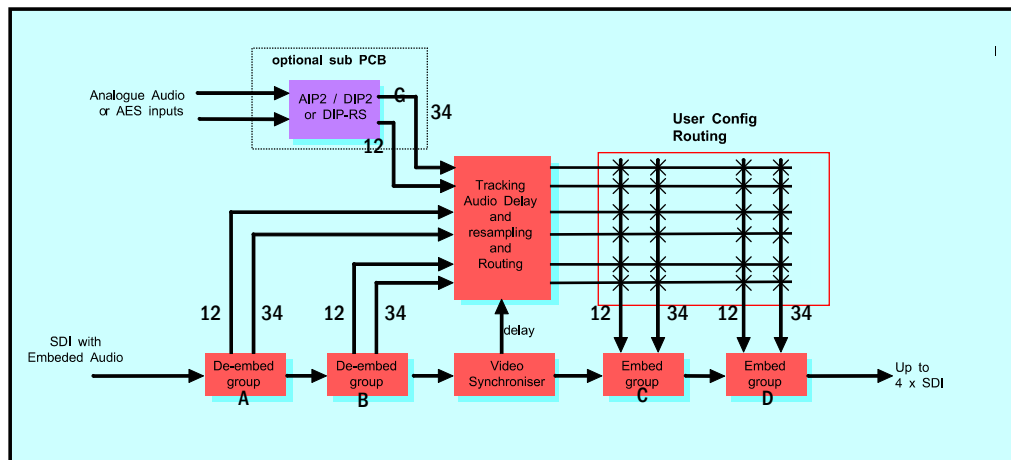 optional sub PCB
Analogue Audio
or AES inputs
AIP2 / DIP2
or DIP-RS
G
34
12
User Config
Routing
Tracking
Audio Delay
and
resampling
and
Routing
12
34
12
34
12
34
12
34
delay
SDI with
Embeded Audio
De-embed
group
A
De-embed
group
B
Video
Synchroniser
Embed
group
C
Embed
group
D
Up to
4 x SDI